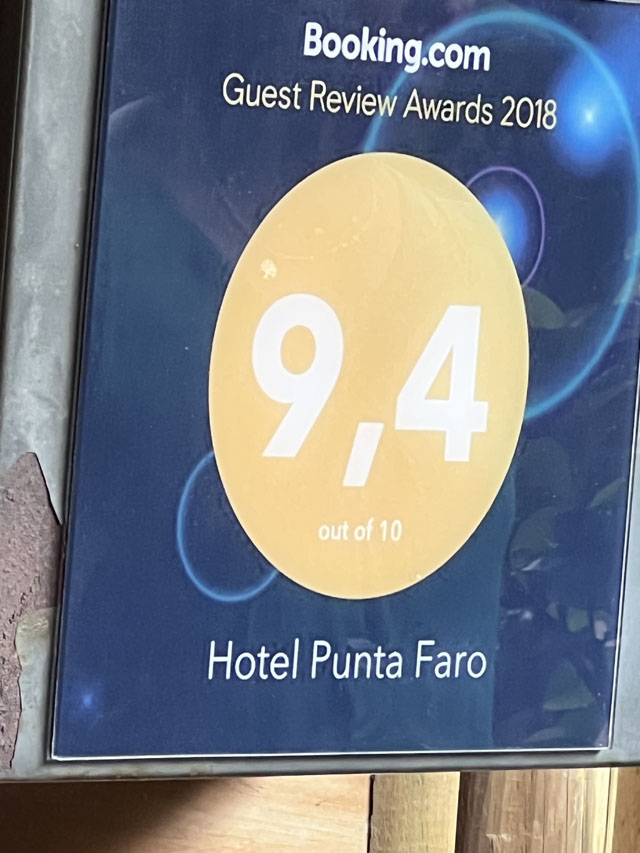 Booking.com
Guest Review Awards 2018
9,4
out of 10
Hotel Punta Faro